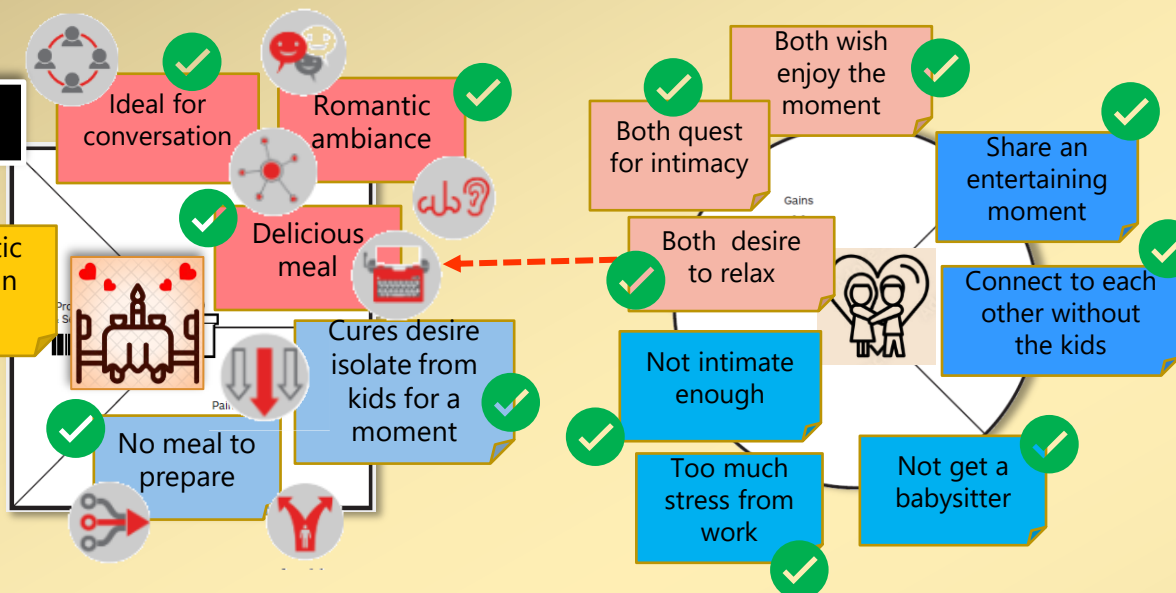 Ideal for
conversation
Romantic
ambiance
Delicious
meal
Cures desire
isolate from
kids for a
moment
No meal to
prepare
Both wish
enjoy the
moment
Both quest
for intimacy
Gains
Both desire
to relax
Share an
entertaining
moment
Connect to each
other without
the kids
Not intimate
enough
Too much
stress from
work
Not get a
babysitter